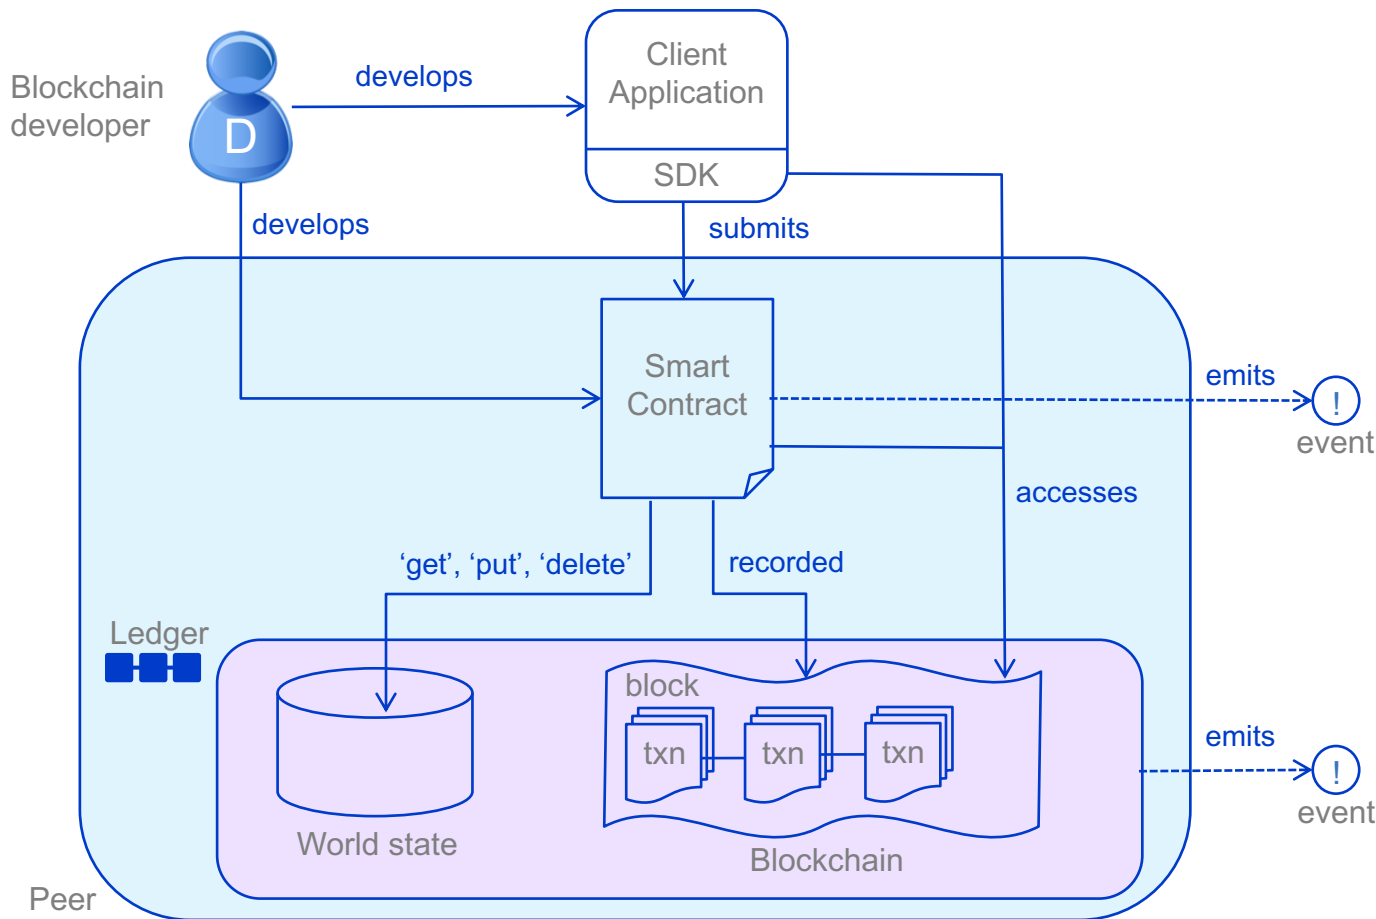 Blockchain
developer
D
develops
Client
Application
SDK
develops
submits
Smart
Contract
emits
!
event
accesses
‘get’, ‘put’, ‘delete’
recorded
Ledger
block
txn
txn
txn
World state
Blockchain
emits
!
event
Peer